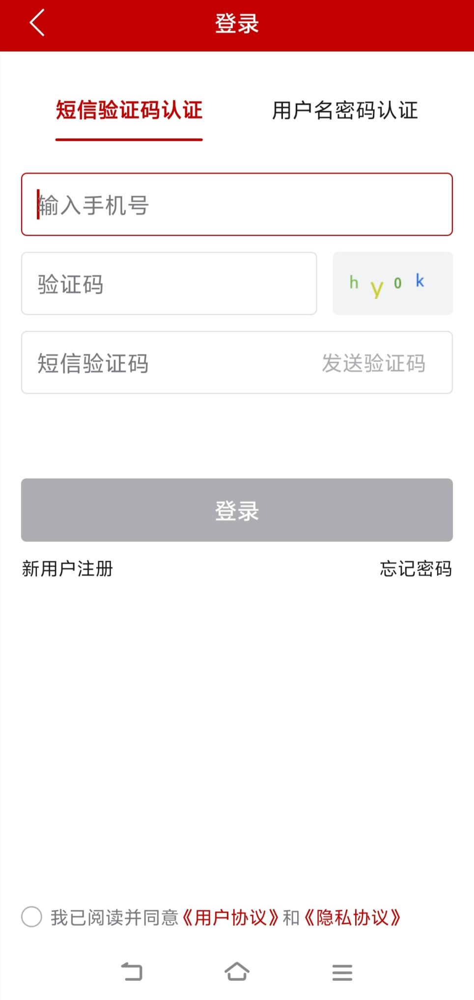 登录
短信验证码认证 用户名密码认证
输入手机号
验证码 h y 0 k
短信验证码 发送验证码
登录
新用户注册 忘记密码
我已阅读并同意《用户协议》和《隐私协议》